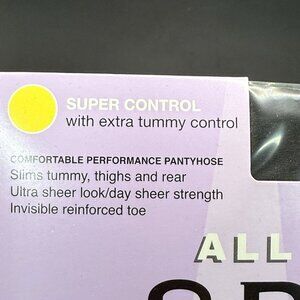 SUPER CONTROL
with extra tummy control
COMFORTABLE PERFORMANCE PANTYHOSE
Slims tummy, thighs and rear
Ultra sheer look/day sheer strength
Invisible reinforced toe
ALL